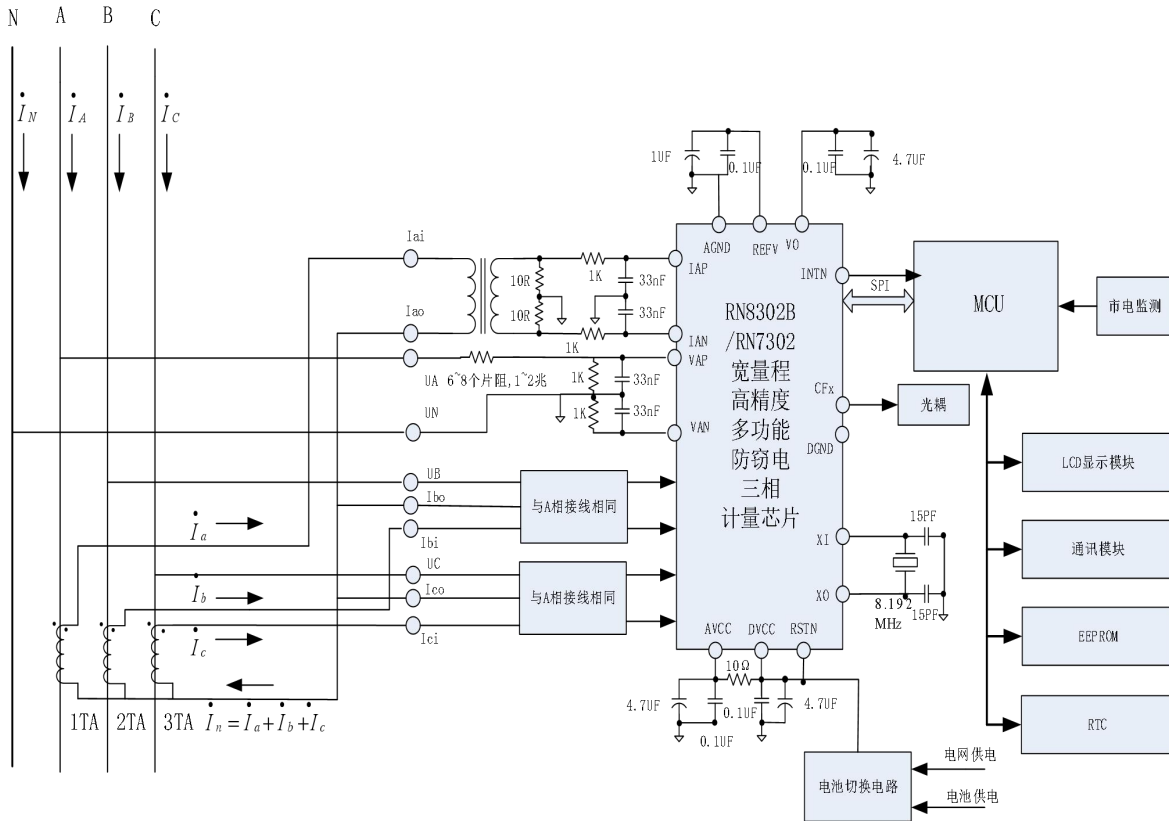 N
A
B
C
İN
İA
İB
İC
1UF
0.1UF
0.1UF
4.7UF
AGND
REFV
VO
Iai
Iao
10R
10R
1K
1K
33nF
33nF
IAP
IAN
VAP
UA 6~8个片阻,1~2兆
1K
1K
33nF
33nF
UN
VAN
RN8302B
/RN7302
宽量程
高精度
多功能
防窃电
三相
计量芯片
INTN
SPI
MCU
市电监测
CFx
光耦
DGND
LCD显示模块
UB
Ibo
Ibi
与A相接线相同
UC
Ico
Ici
与A相接线相同
İa
İb
İc
XI
XO
15PF
15PF
8.192
MHz
通讯模块
EEPROM
RTC
AVCC
DVCC
RSTN
10Ω
4.7UF
0.1UF
0.1UF
4.7UF
1TA
2TA
3TA
İn = İa + İb + İc
电池切换电路
电网供电
电池供电